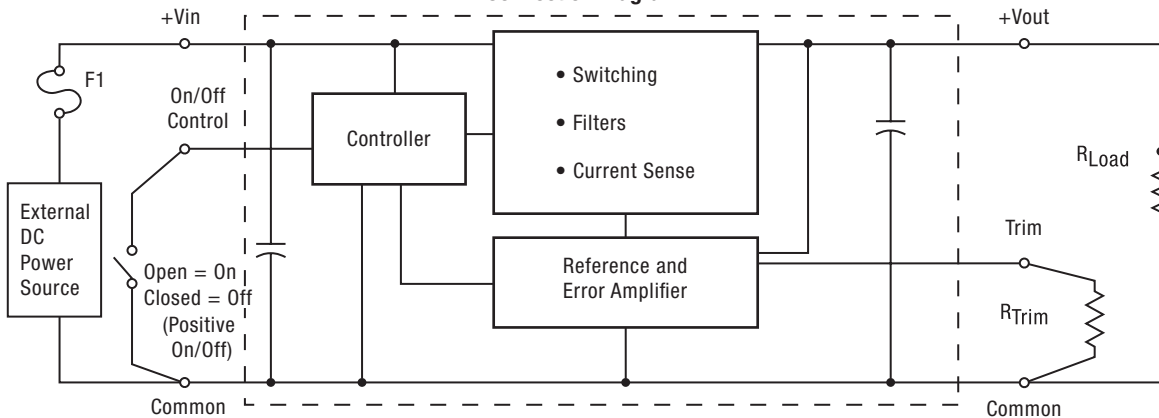 +Vin
+Vout
F1
On/Off
Control
Controller
• Switching
• Filters
• Current Sense
RLoad
External
DC
Power
Source
Open = On
Closed = Off
(Positive
On/Off)
Reference and
Error Amplifier
Trim
RTrim
Common
Common